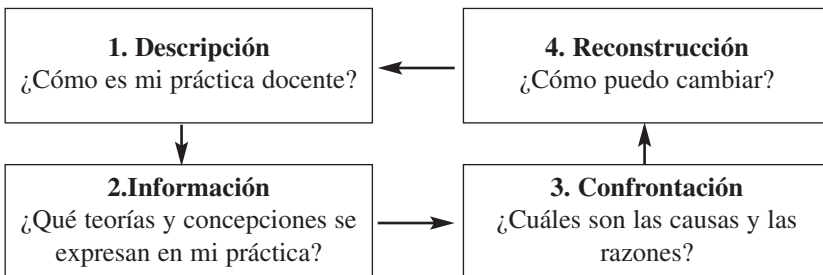 1. Descripción
¿Cómo es mi práctica docente?
4. Reconstrucción
¿Cómo puedo cambiar?
2.Información
¿Qué teorías y concepciones se
expresan en mi práctica?
3. Confrontación
¿Cuáles son las causas y las
razones?